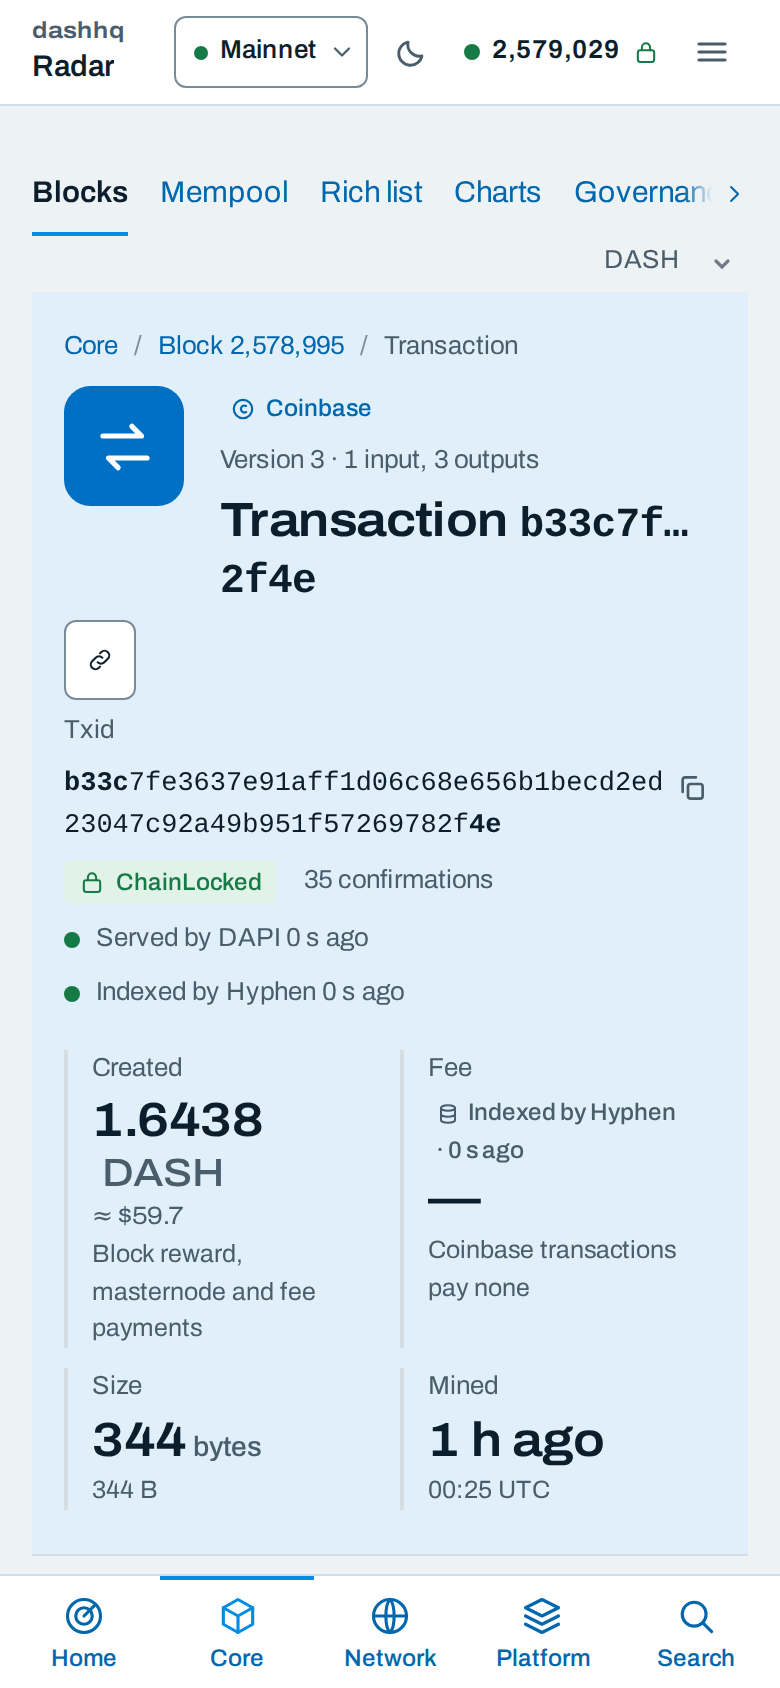 dashhq
Radar
Mainnet
2,579,029
Blocks Mempool Rich list Charts
DASH
Core / Block 2,578,995 / Transaction
Coinbase
Version 3 · 1 input, 3 outputs
Transaction b33c7f…
2f4e
Txid
b33c7fe3637e91aff1d06c68e656b1becd2ed
23047c92a49b951f57269782f4e
ChainLocked 35 confirmations
Served by DAPI 0 s ago
Indexed by Hyphen 0 s ago
Created
1.6438
DASH
≈ $59.7
Block reward,
masternode and fee
payments
Fee
Indexed by Hyphen
· 0 s ago
—
Coinbase transactions
pay none
Size
344 bytes
344 B
Mined
1 h ago
00:25 UTC
Home Core Network Platform Search